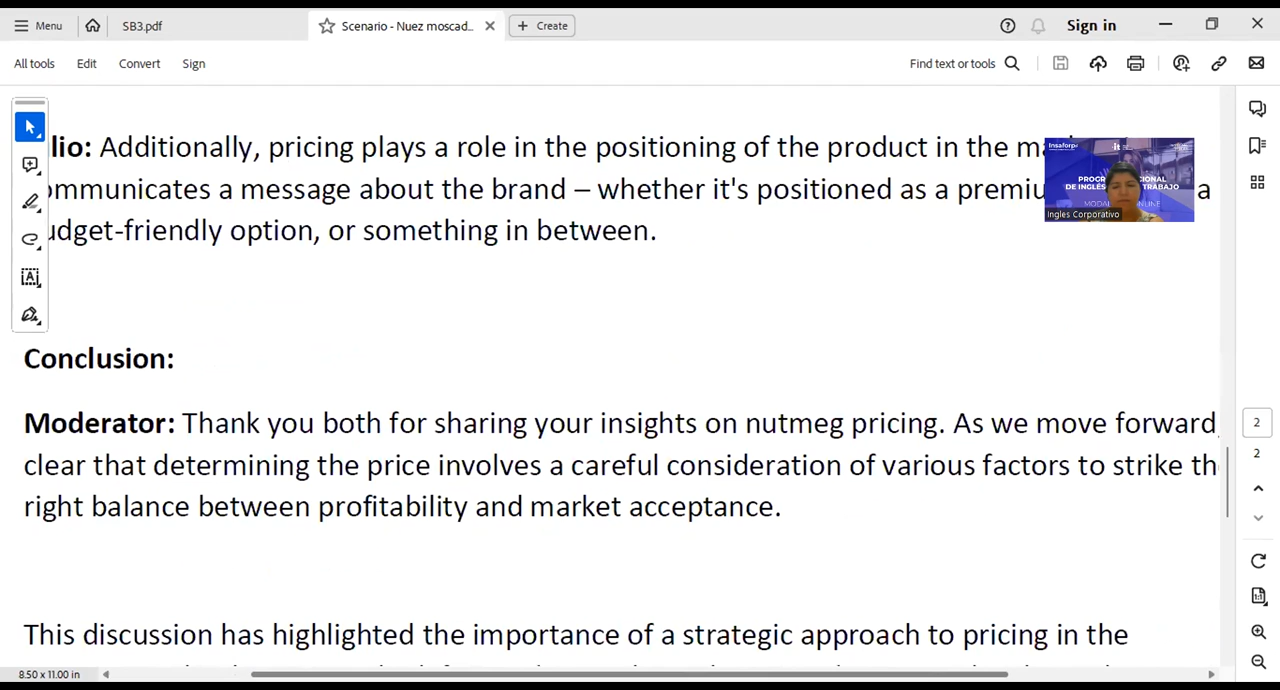 Menu
SB3.pdf
Scenario - Nuez moscad...
Create
Sign in
All tools
Edit
Convert
Sign
Find text or tools
lio: Additionally, pricing plays a role in the positioning of the product in the
ommunicates a message about the brand – whether it's positioned as a a
udget-friendly option, or something in between.
Insaforp
it
DE INGLÉS TRABAJO
Ingles Corporativo
Conclusion:
Moderator: Thank you both for sharing your insights on nutmeg pricing. As we move forward,
clear that determining the price involves a careful consideration of various factors to strike
right balance between profitability and market acceptance.
This discussion has highlighted the importance of a strategic approach to pricing in the
2
2
8.50 x 11.00 in